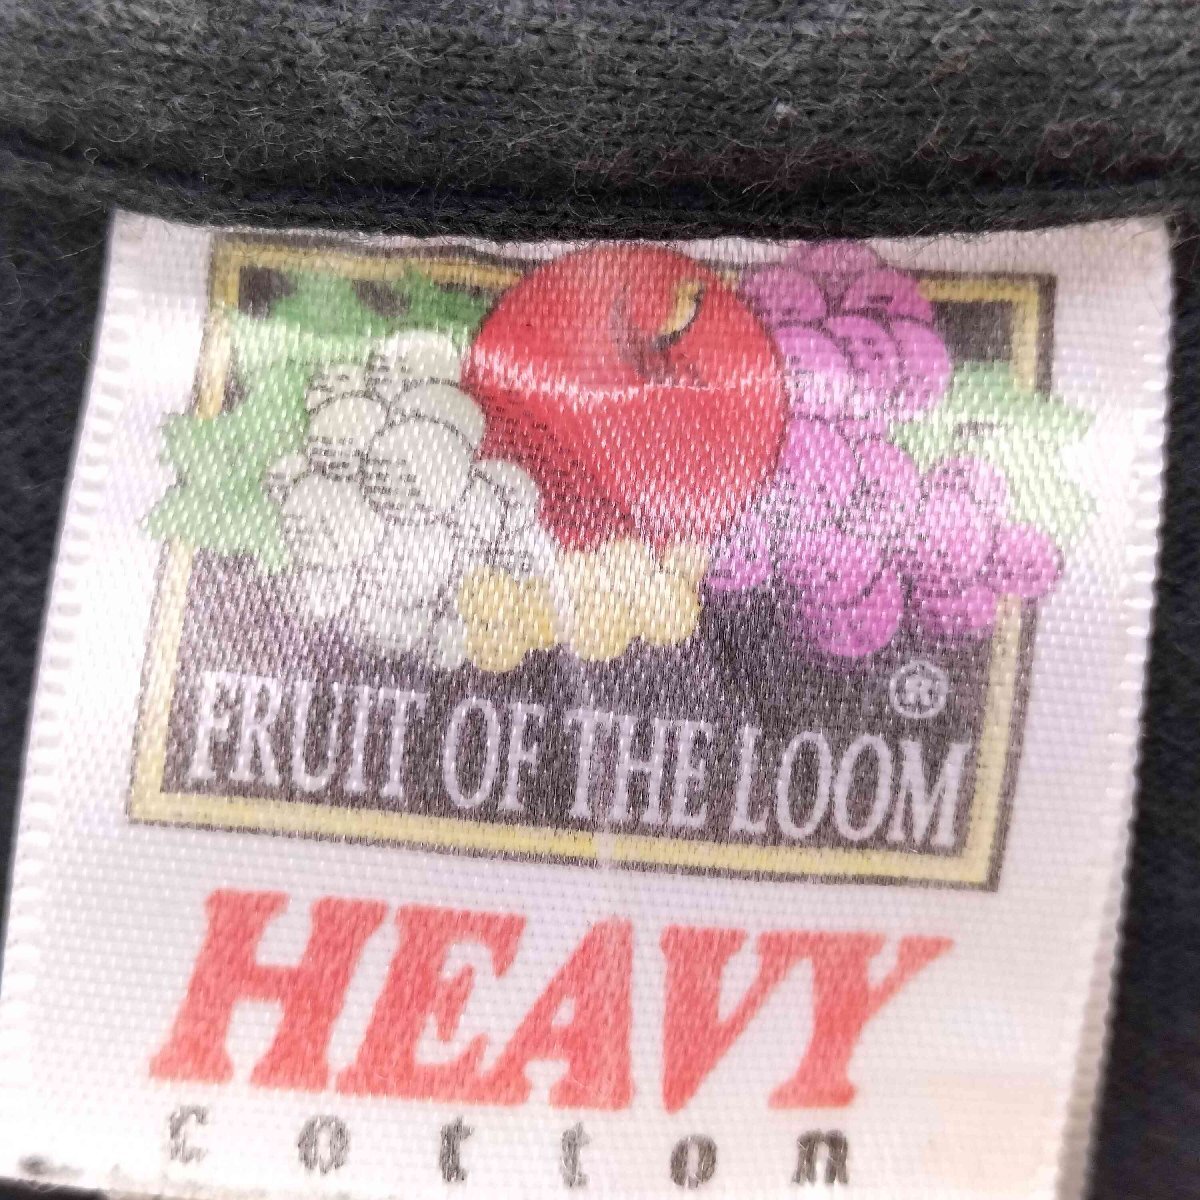 FRUIT OF THE LOOM ®
HEAVY
cotton